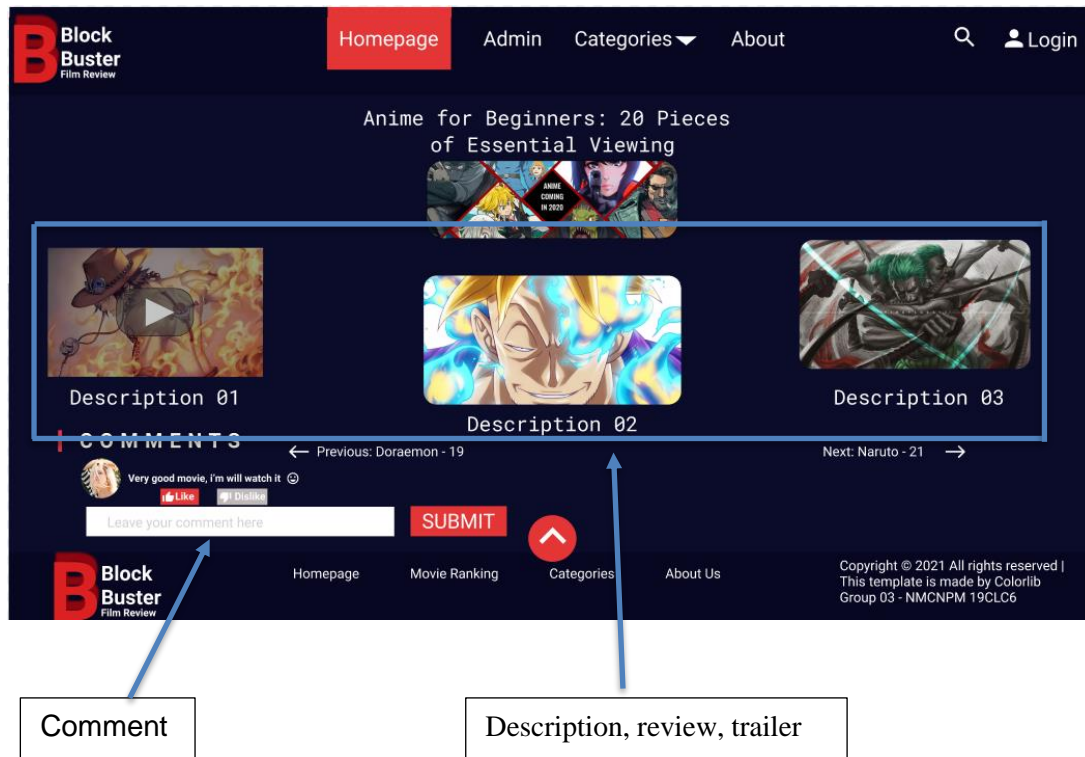 Block
Buster
Film Review
Homepage Admin Categories About Login
Anime for Beginners: 20 Pieces
of Essential Viewing
ANIME
COMING
IN 2020
Description 01
Description 02
Description 03
COMMENTS
Previous: Doraemon - 19
Next: Naruto - 21
Very good movie, i'm will watch it
Like Dislike
Leave your comment here
SUBMIT
Block
Buster
Film Review
Homepage Movie Ranking Categories About Us
Copyright © 2021 All rights reserved |
This template is made by Colorlib
Group 03 - NMCNPM 19CLC6
Comment
Description, review, trailer